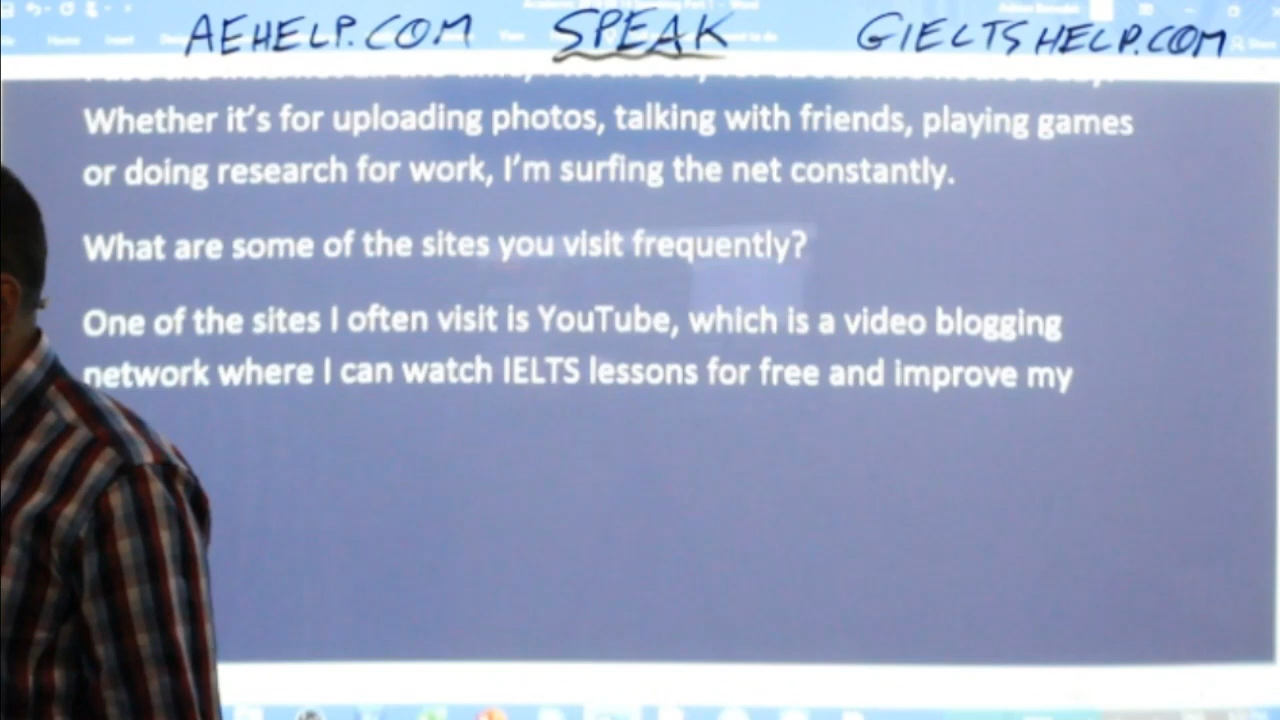 AEHELP.COM SPEAK GIELTSHELP.COM
Whether it's for uploading photos, talking with friends, playing games
or doing research for work, I'm surfing the net constantly.
What are some of the sites you visit frequently?
One of the sites I often visit is YouTube, which is a video blogging
network where I can watch IELTS lessons for free and improve my